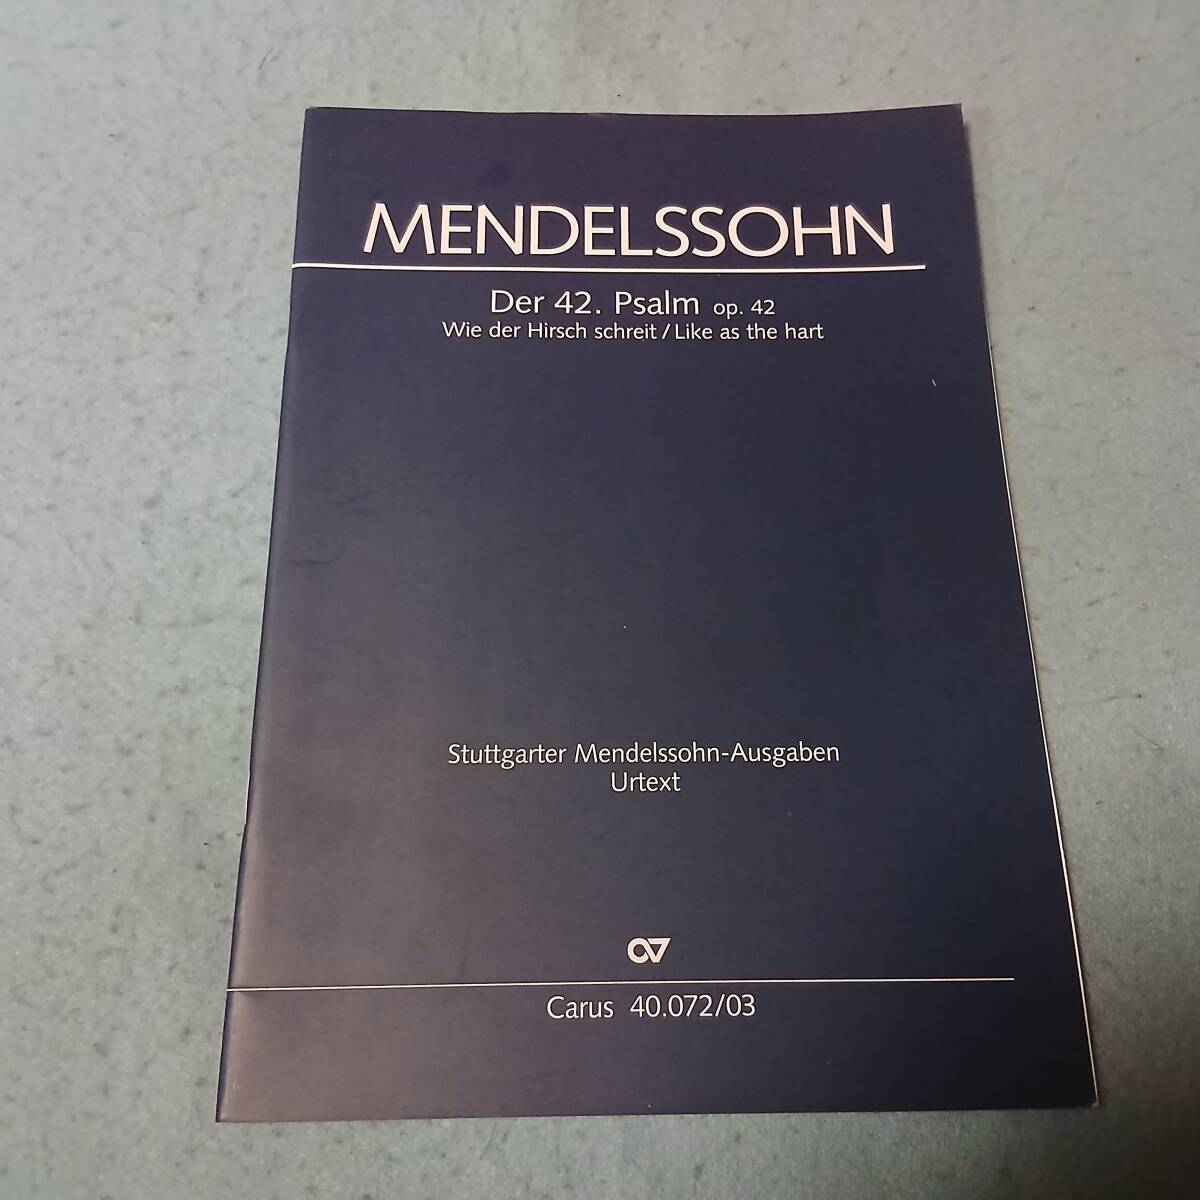 MENDELSSOHN
Der 42. Psalm op. 42
Wie der Hirsch schreit / Like as the hart
Stuttgarter Mendelssohn-Ausgaben
Urtext
Carus 40.072/03